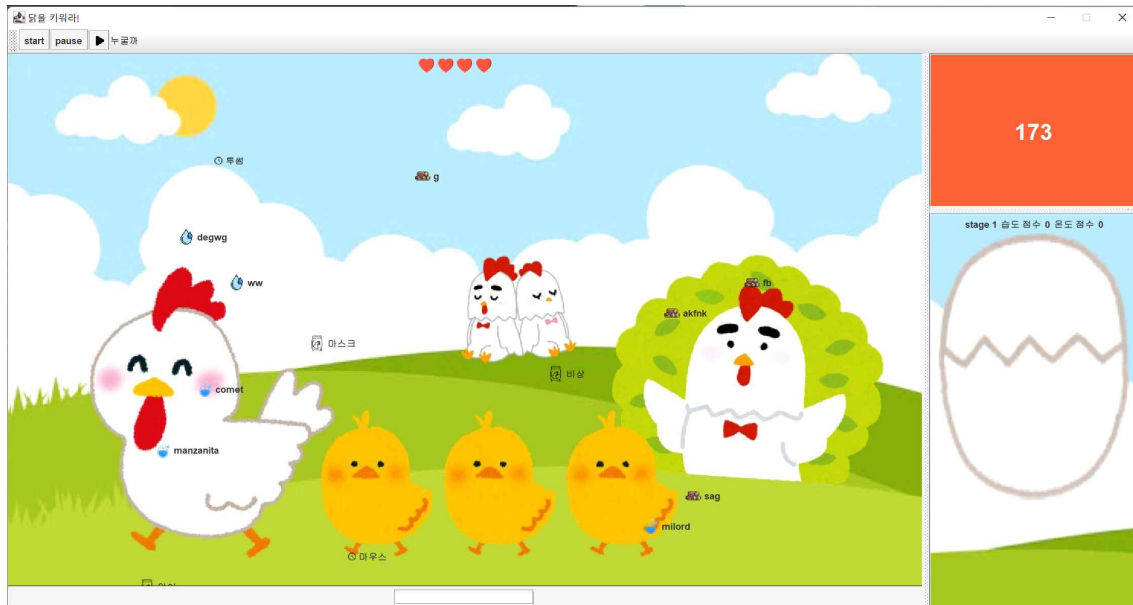 닭을 키워라!
start pause 누굴까
173
투썸
g
stage 1 습도 점수 0 온도 점수 0
degwg
ww
fb
akfnk
마스크
비상
comet
manzanita
sag
milord
마우스